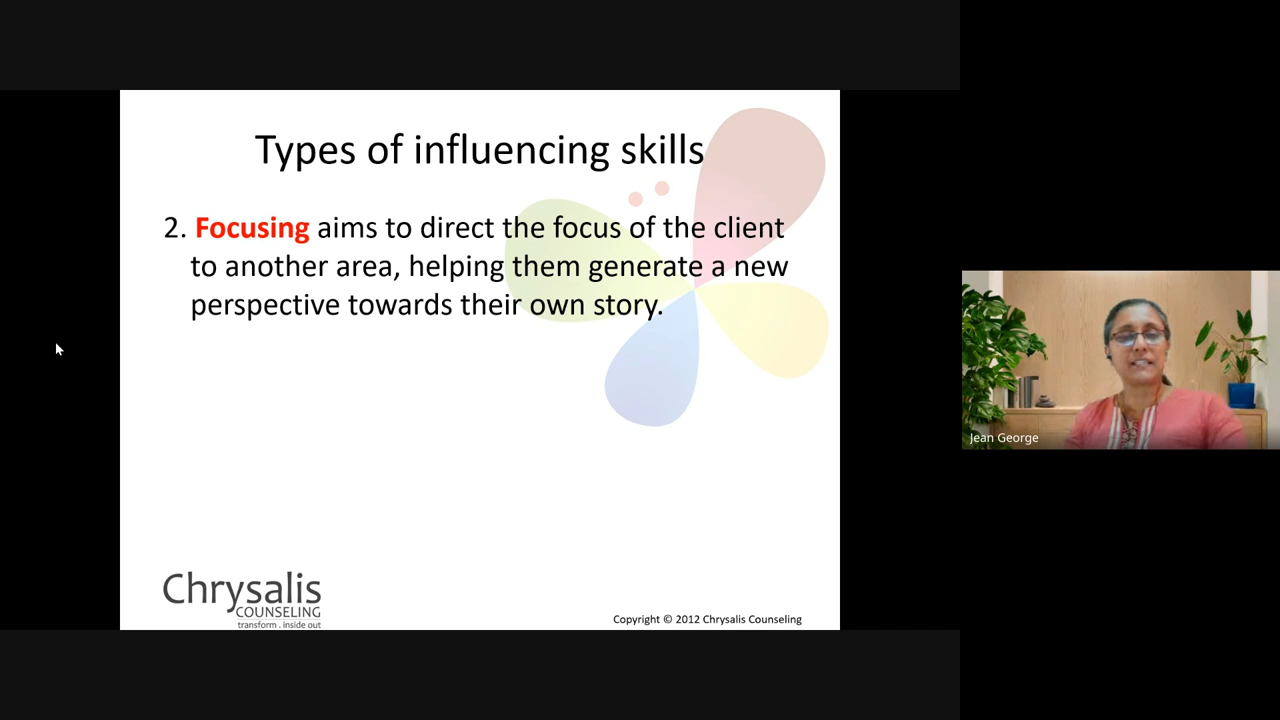 Types of influencing skills
2. Focusing aims to direct the focus of the client
to another area, helping them generate a new
perspective towards their own story.
Jean George
Chrysalis
COUNSELING
transform . inside out
Copyright © 2012 Chrysalis Counseling